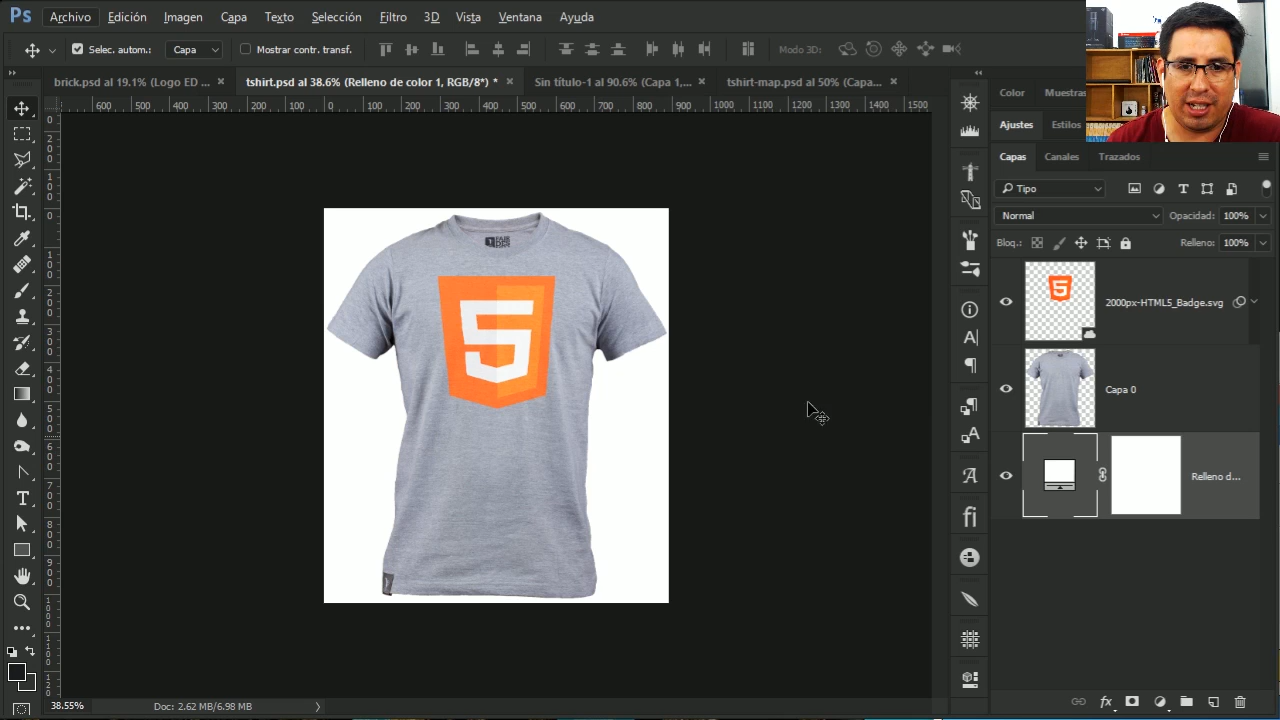 Ps Archivo Edición Imagen Capa Texto Selección Filtro 3D Vista Ventana Ayuda
Selec. autom.: Capa Mostrar contr. transf. Modo 3D:
brick.psd al 19.1% (Logo ED ... × tshirt.psd al 38.6% (Relleno de color 1, RGB/8*) * × Sin título-1 al 90.6% (Capa 1,... × tshirt-map.psd al 50% (Capa... ×
600 500 400 300 200 100 0 100 200 300 400 500 600 700 800 900 1000 1100 1200 1300 1400 1500
Color Muestras
Ajustes Estilos
Capas Canales Trazados
Tipo
Normal Opacidad: 100%
Bloq.: Relleno: 100%
5
2000px-HTML5_Badge.svg
Capa 0
Relleno d...
38.55% Doc: 2.62 MB/6.98 MB